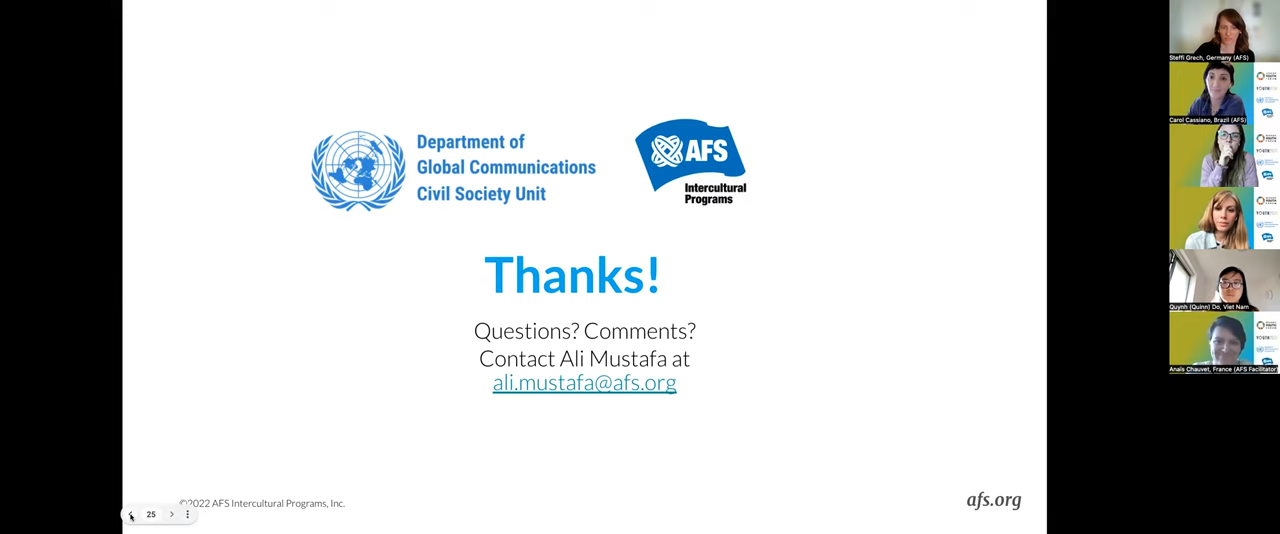 Department of
Global Communications
Civil Society Unit
AFS
Intercultural
Programs
Thanks!
Questions? Comments?
Contact Ali Mustafa at
ali.mustafa@afs.org
©2022 AFS Intercultural Programs, Inc.
afs.org
25
Steffi Grech, Germany (AFS)
Carol Cassiano, Brazil (AFS)
Quynh (Quinn) Do, Viet Nam
Anaïs Chauvet, France (AFS Facilitator)